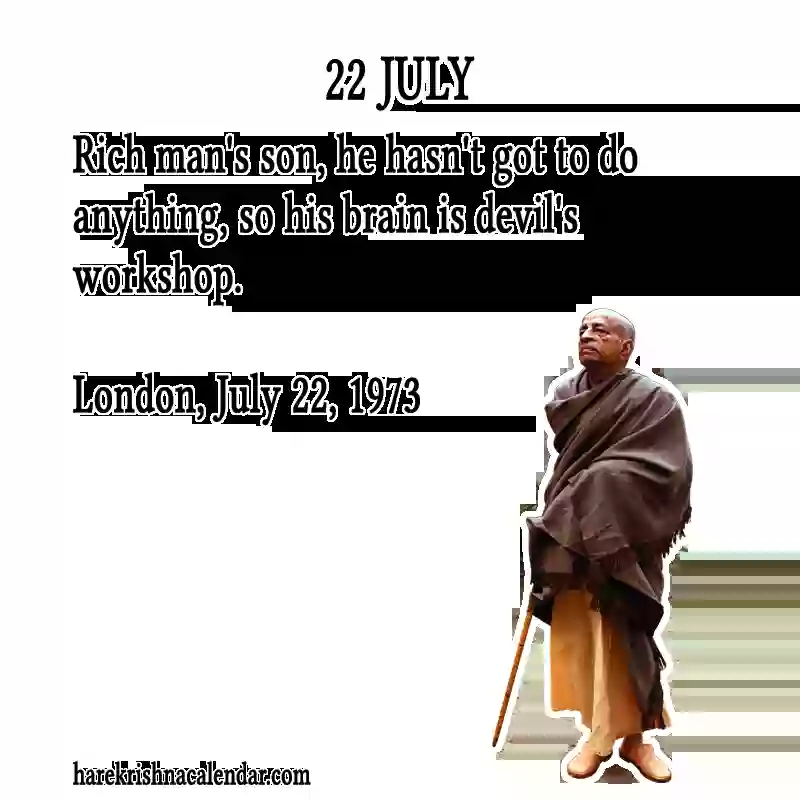 22 JULY
Rich man's son, he hasn't got to do
anything, so his brain is devil's
workshop.
London, July 22, 1973
harekrishnacalendar.com